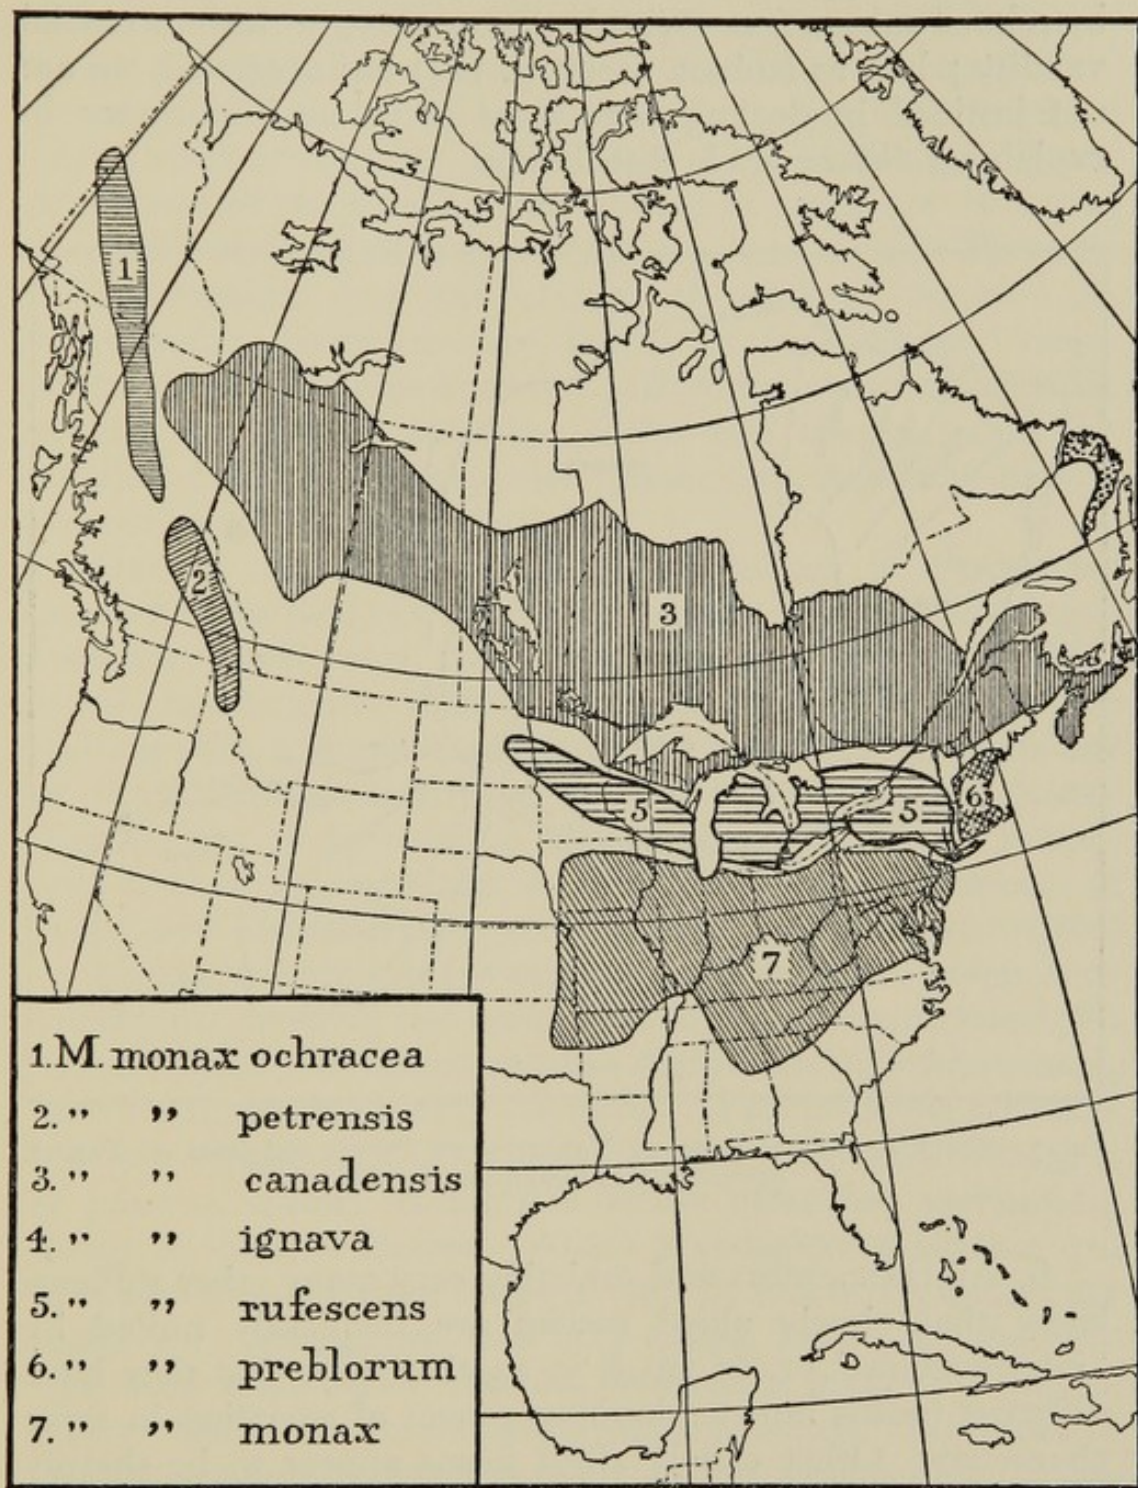 1
2
3
4
5
5
6
7
1. M. monax ochracea
2. " " petrensis
3. " " canadensis
4. " " ignava
5. " " rufescens
6. " " preblorum
7. " " monax